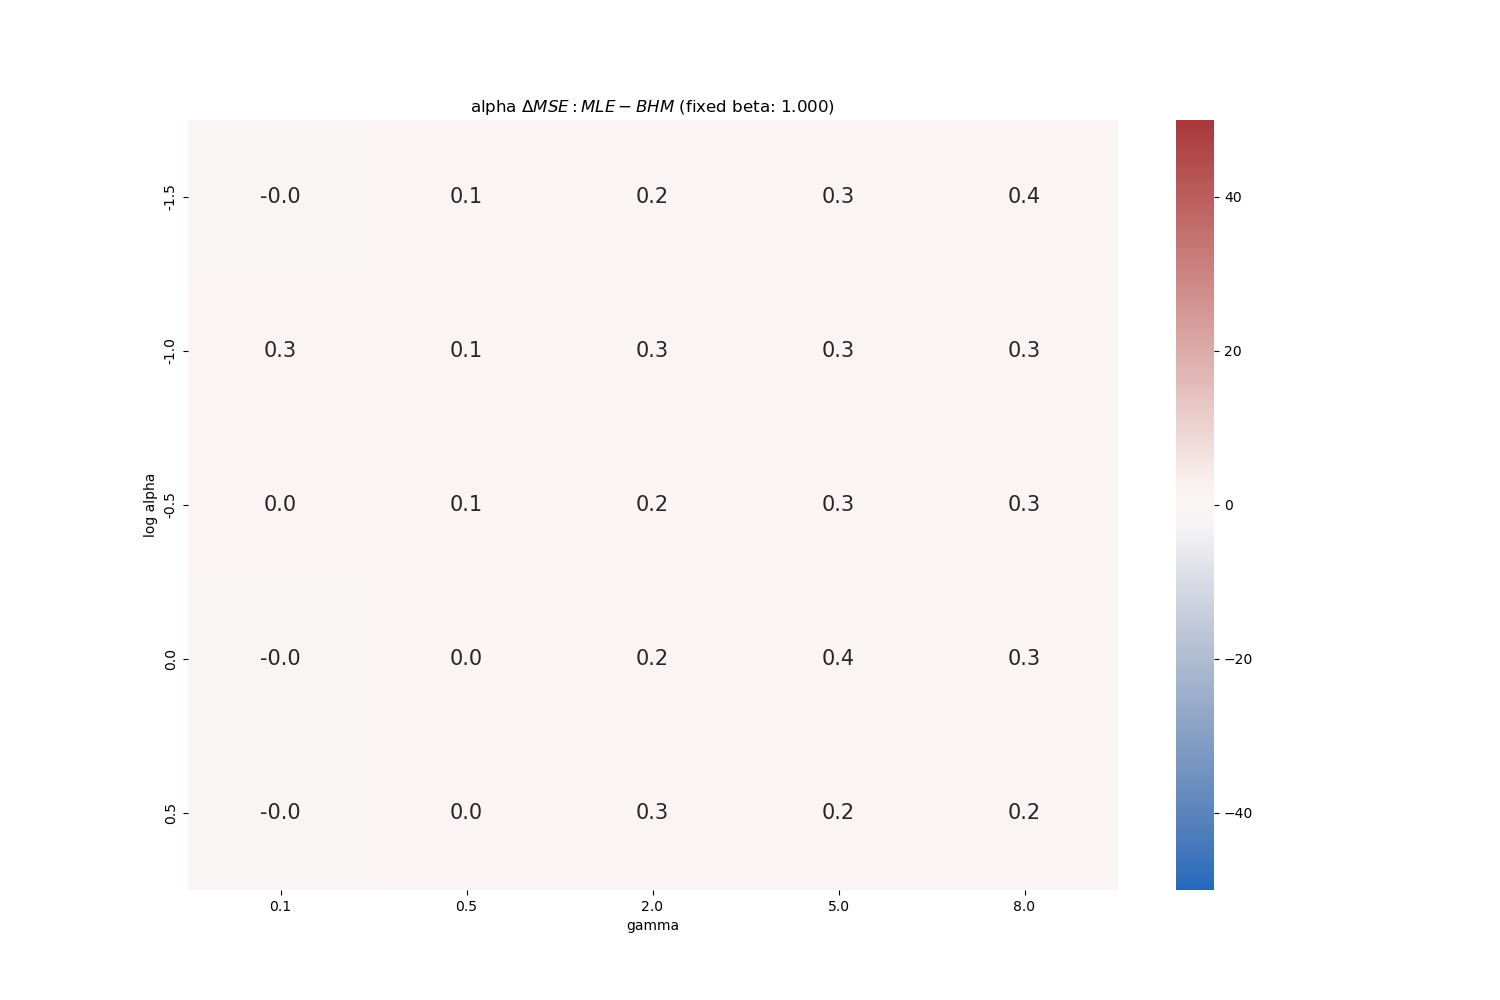 alpha ΔMSE : MLE − BHM (fixed beta: 1.000)
-1.5 -0.0 0.1 0.2 0.3 0.4
-1.0 0.3 0.1 0.3 0.3 0.3
-0.5 0.0 0.1 0.2 0.3 0.3
0.0 -0.0 0.0 0.2 0.4 0.3
0.5 -0.0 0.0 0.3 0.2 0.2
log alpha
0.1 0.5 2.0 5.0 8.0
gamma
40
20
0
−20
−40